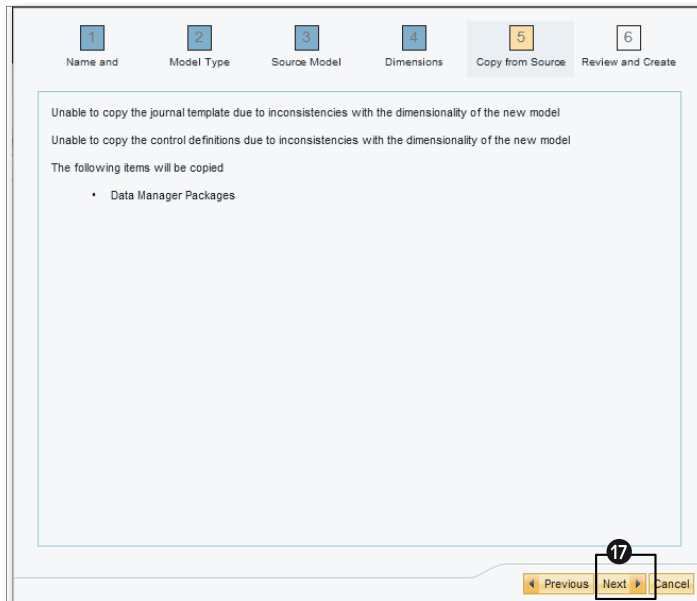 1 2 3 4 5 6
Name and Model Type Source Model Dimensions Copy from Source Review and Create
Unable to copy the journal template due to inconsistencies with the dimensionality of the new model
Unable to copy the control definitions due to inconsistencies with the dimensionality of the new model
The following items will be copied
• Data Manager Packages
17
Previous Next Cancel